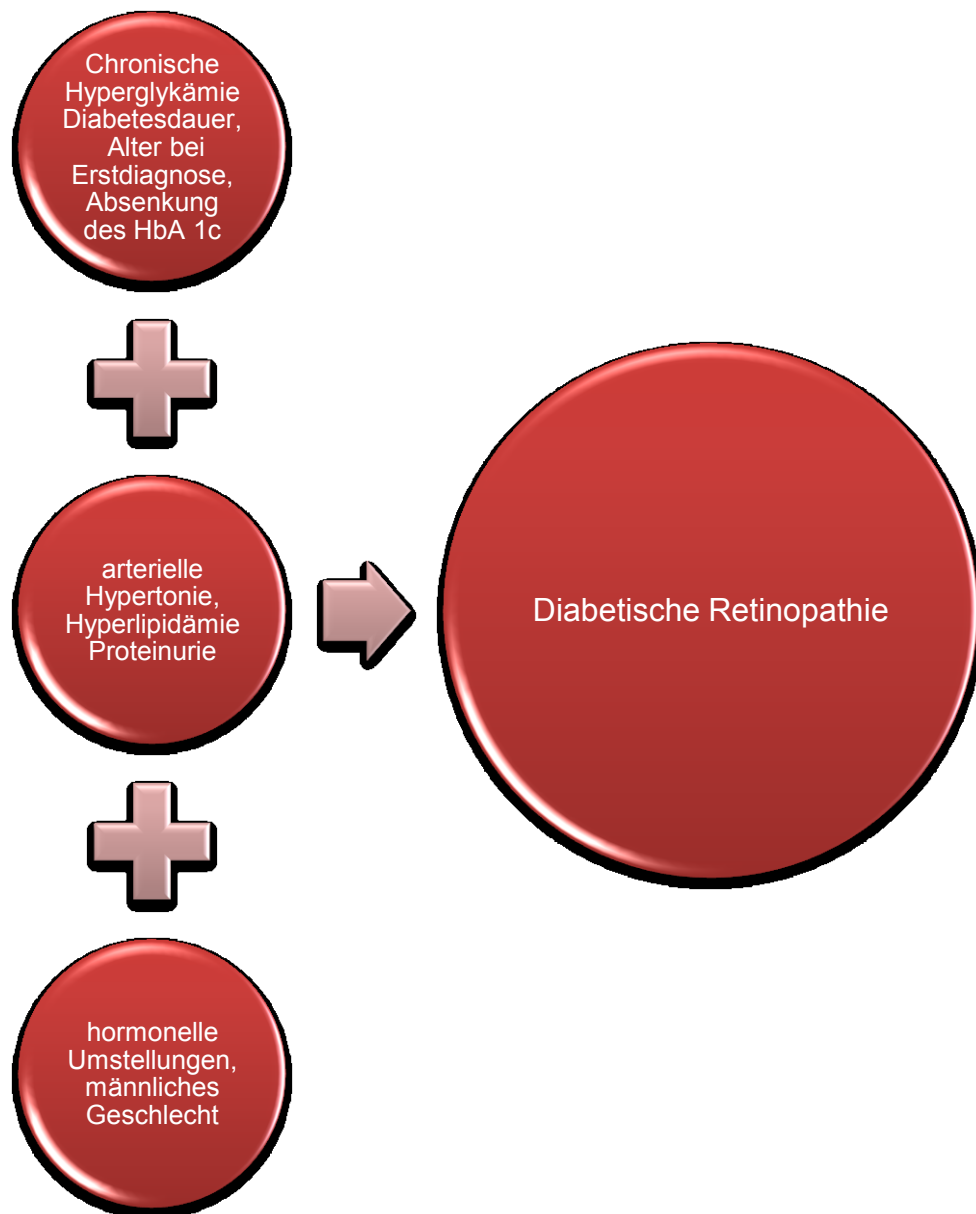 Chronische
Hyperglykämie
Diabetesdauer,
Alter bei
Erstdiagnose,
Absenkung
des HbA 1c
arterielle
Hypertonie,
Hyperlipidämie
Proteinurie
Diabetische Retinopathie
hormonelle
Umstellungen,
männliches
Geschlecht